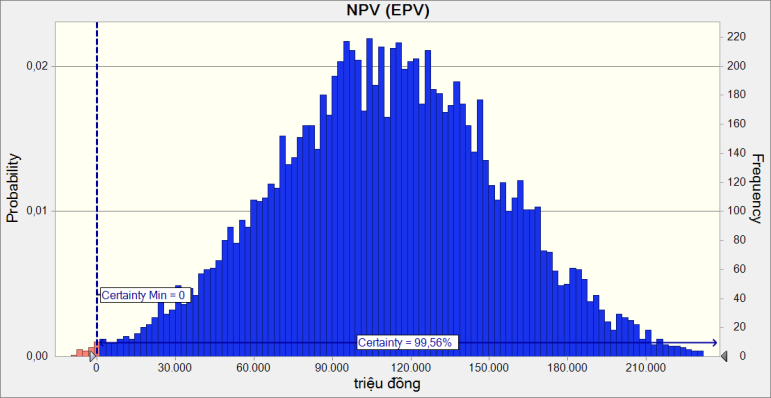 NPV (EPV)
0,02
0,01
0,00
Probability
220
200
180
160
140
120
100
80
60
40
20
0
Frequency
Certainty Min = 0
Certainty = 99,56%
0 30.000 60.000 90.000 120.000 150.000 180.000 210.000
triệu đồng